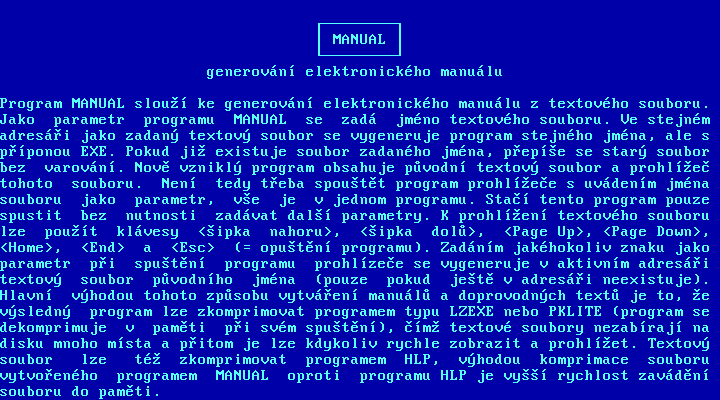 MANUAL
generování elektronického manuálu
Program MANUAL slouží ke generování elektronického manuálu z textového souboru.
Jako parametr programu MANUAL se zadá jméno textového souboru. Ve stejném
adresáři jako zadaný textový soubor se vygeneruje program stejného jména, ale s
příponou EXE. Pokud již existuje soubor zadaného jména, přepíše se starý soubor
bez varování. Nově vzniklý program obsahuje původní textový soubor a prohlížeč
tohoto souboru. Není tedy třeba spouštět program prohlížeče s uvádením jména
souboru jako parametr, vše je v jednom programu. Stačí tento program pouze
spustit bez nutnosti zadávat další parametry. K prohlížení textového souboru
lze použít klávesy <šipka nahoru>, <šipka dolů>, <Page Up>, <Page Down>,
<Home>, <End> a <Esc> (= opuštění programu). Zadáním jakéhokoliv znaku jako
parametr při spuštění programu prohlízeče se vygeneruje v aktivním adresáři
textový soubor původního jména (pouze pokud ještě v adresáři neexistuje).
Hlavní výhodou tohoto způsobu vytváření manuálů a doprovodných textů je to, že
výsledný program lze zkomprimovat programem typu LZEXE nebo PKLITE (program se
dekomprimuje v paměti při svém spuštění), čímž textové soubory nezabírají na
disku mnoho místa a přitom je lze kdykoliv rychle zobrazit a prohlížet. Textový
soubor lze též zkomprimovat programem HLP, výhodou komprimace souboru
vytvořeného programem MANUAL oproti programu HLP je vyšší rychlost zavádění
souboru do paměti.